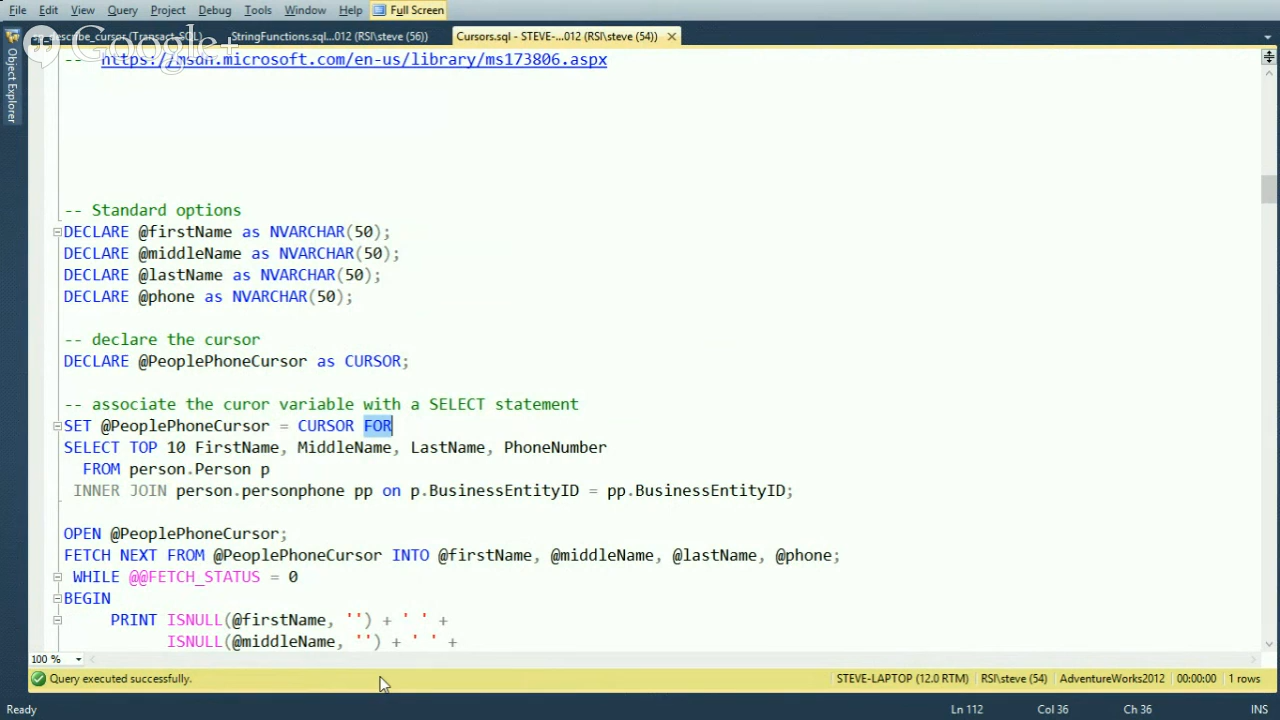 File Edit View Query Project Debug Tools Window Help Full Screen
sp_describe_cursor (Transact-SQL) StringFunctions.sql...012 (RSI\steve (56)) Cursors.sql - STEVE-...012 (RSI\steve (54))
Google+
Object Explorer
-- https://msdn.microsoft.com/en-us/library/ms173806.aspx
-- Standard options
DECLARE @firstName as NVARCHAR(50);
DECLARE @middleName as NVARCHAR(50);
DECLARE @lastName as NVARCHAR(50);
DECLARE @phone as NVARCHAR(50);
-- declare the cursor
DECLARE @PeoplePhoneCursor as CURSOR;
-- associate the curor variable with a SELECT statement
SET @PeoplePhoneCursor = CURSOR FOR
SELECT TOP 10 FirstName, MiddleName, LastName, PhoneNumber
FROM person.Person p
INNER JOIN person.personphone pp on p.BusinessEntityID = pp.BusinessEntityID;
OPEN @PeoplePhoneCursor;
FETCH NEXT FROM @PeoplePhoneCursor INTO @firstName, @middleName, @lastName, @phone;
WHILE @@FETCH_STATUS = 0
BEGIN
PRINT ISNULL(@firstName, '') + ' ' +
ISNULL(@middleName, '') + ' ' +
100 %
Query executed successfully. STEVE-LAPTOP (12.0 RTM) RSI\steve (54) AdventureWorks2012 00:00:00 1 rows
Ready Ln 112 Col 36 Ch 36 INS